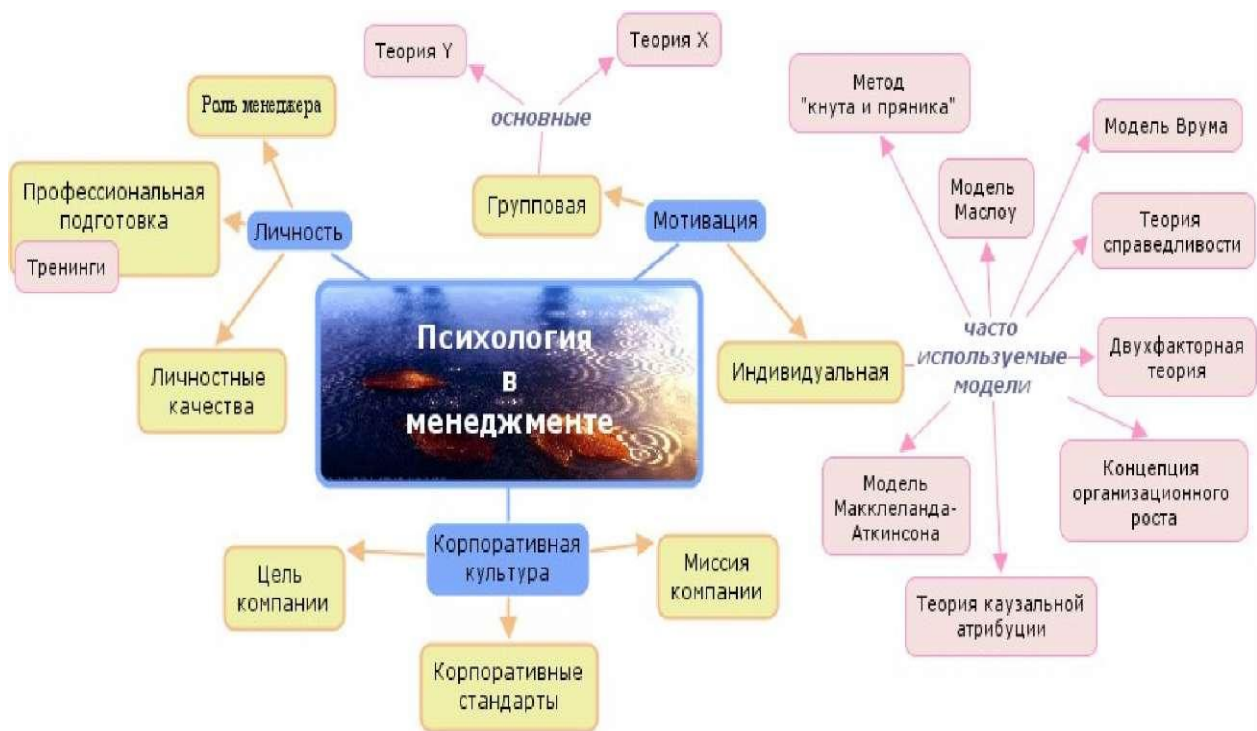 Теория Y
Теория X
основные
Роль менеджера
Профессиональная
подготовка
Тренинги
Личность
Личностные
качества
Групповая
Мотивация
Метод
"кнута и пряника"
Модель Врума
Модель
Маслоу
Теория
справедливости
часто
используемые
модели
Двухфакторная
теория
Индивидуальная
Психология
в
менеджменте
Модель
Макклеланда-
Аткинсона
Концепция
организационного
роста
Теория каузальной
атрибуции
Корпоративная
культура
Цель
компании
Миссия
компании
Корпоративные
стандарты